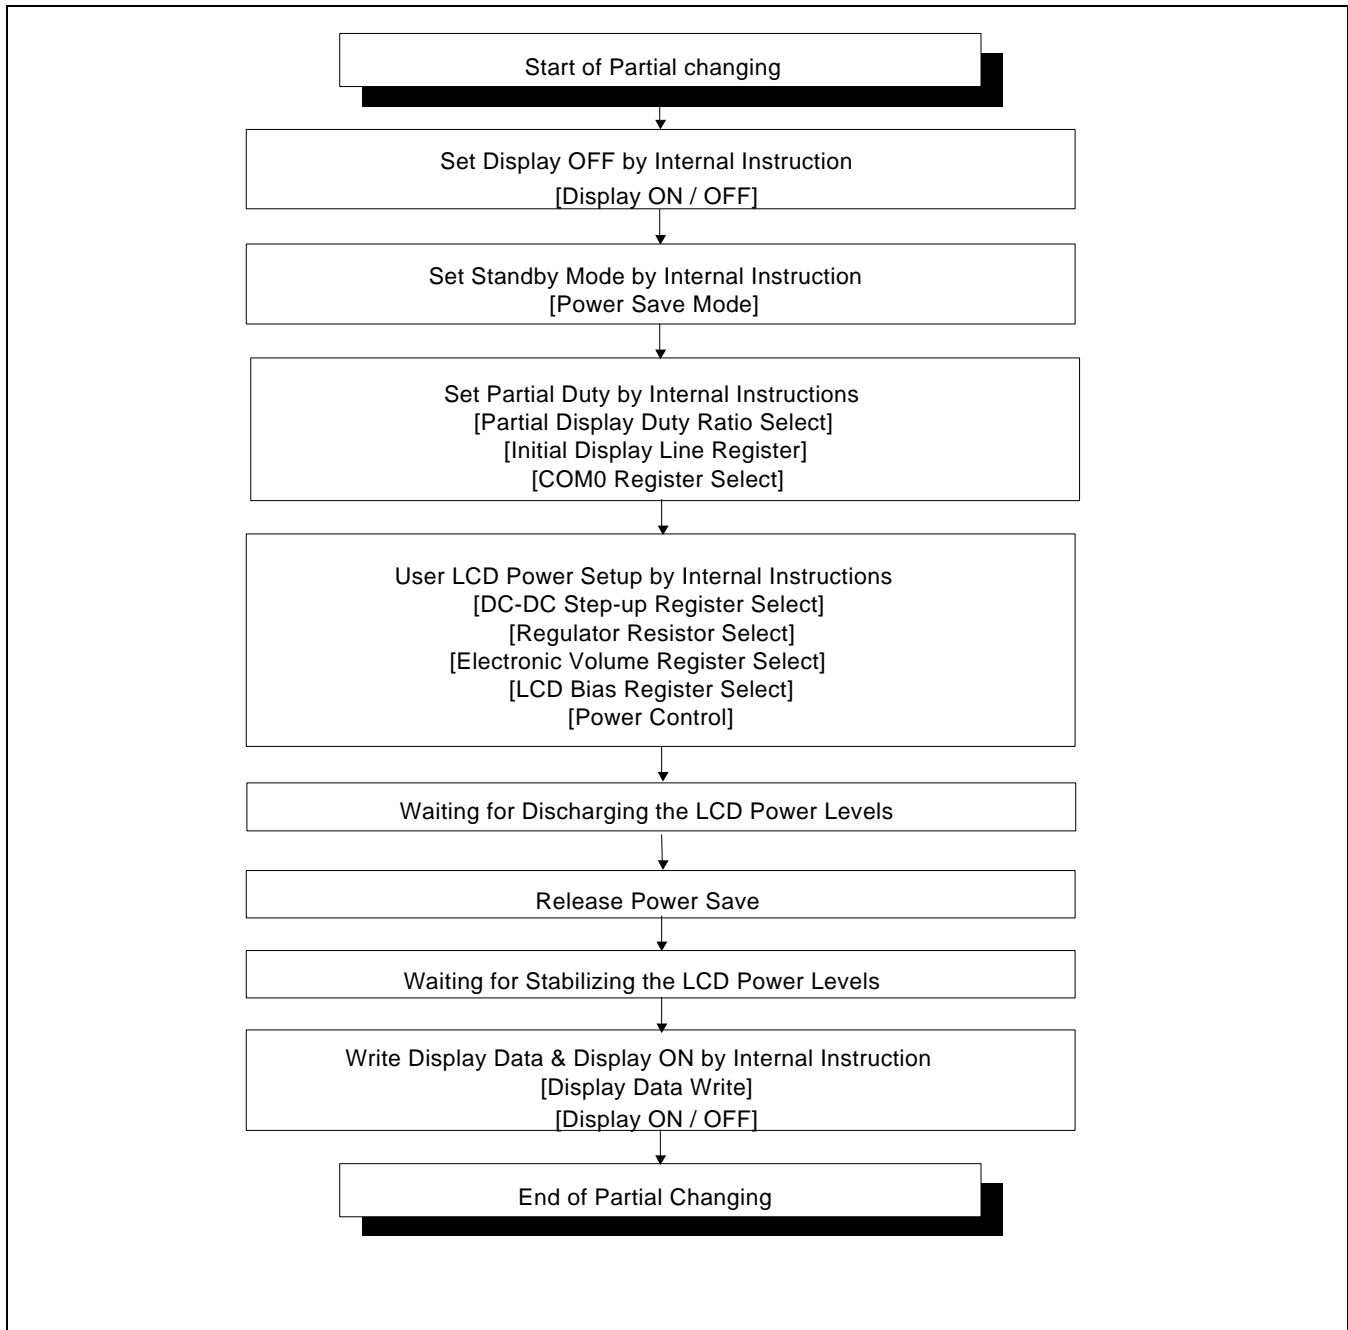 Start of Partial changing
Set Display OFF by Internal Instruction
[Display ON / OFF]
Set Standby Mode by Internal Instruction
[Power Save Mode]
Set Partial Duty by Internal Instructions
[Partial Display Duty Ratio Select]
[Initial Display Line Register]
[COM0 Register Select]
User LCD Power Setup by Internal Instructions
[DC-DC Step-up Register Select]
[Regulator Resistor Select]
[Electronic Volume Register Select]
[LCD Bias Register Select]
[Power Control]
Waiting for Discharging the LCD Power Levels
Release Power Save
Waiting for Stabilizing the LCD Power Levels
Write Display Data & Display ON by Internal Instruction
[Display Data Write]
[Display ON / OFF]
End of Partial Changing